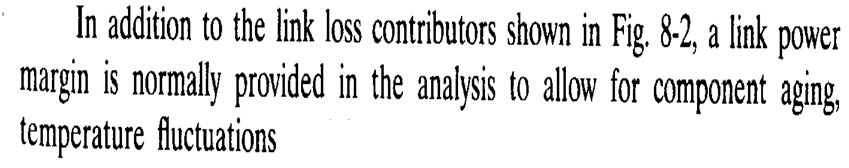 In addition to the link loss contributors shown in Fig. 8-2, a link power
margin is normally provided in the analysis to allow for component aging,
temperature fluctuations